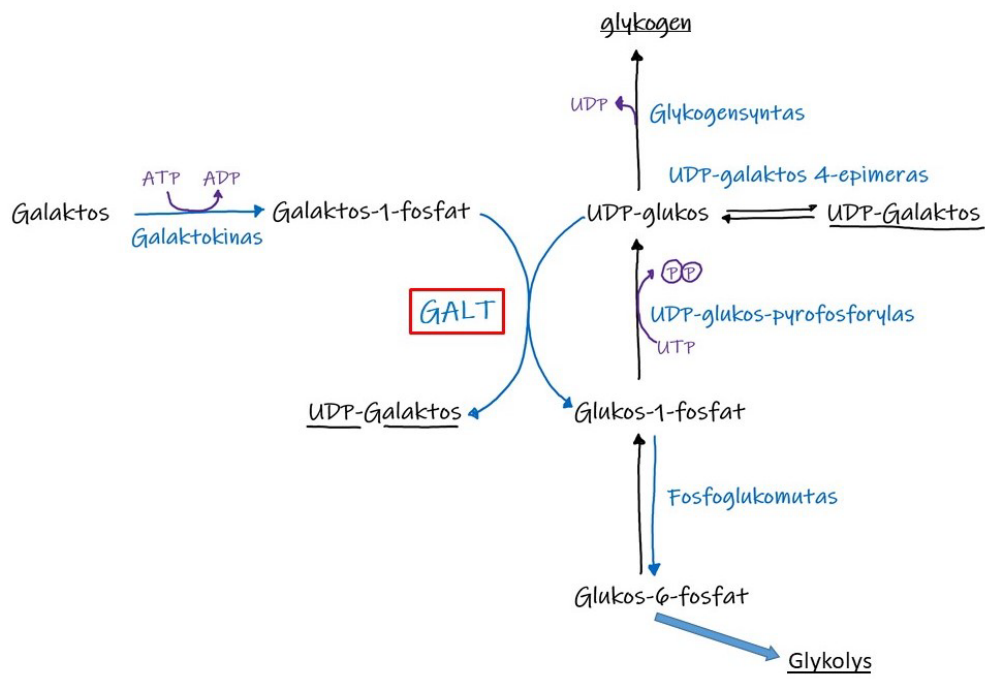 glykogen
UDP
Glykogensyntas
ATP ADP
UDP-galaktos 4-epimeras
Galaktos
Galaktos-1-fosfat
UDP-glukos
UDP-Galaktos
Galaktokinas
P P
GALT
UDP-glukos-pyrofosforylas
UTP
UDP-Galaktos
Glukos-1-fosfat
Fosfoglukomutas
Glukos-6-fosfat
Glykolys